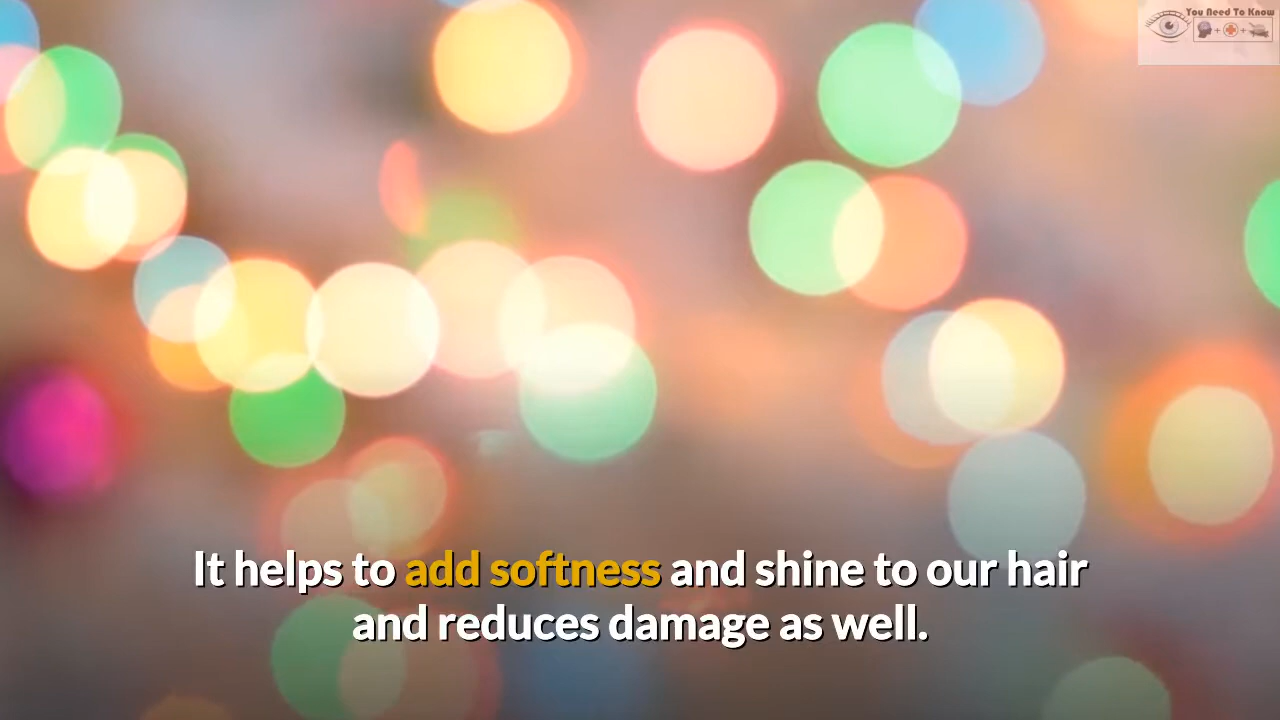 You Need To Know
It helps to add softness and shine to our hair
and reduces damage as well.